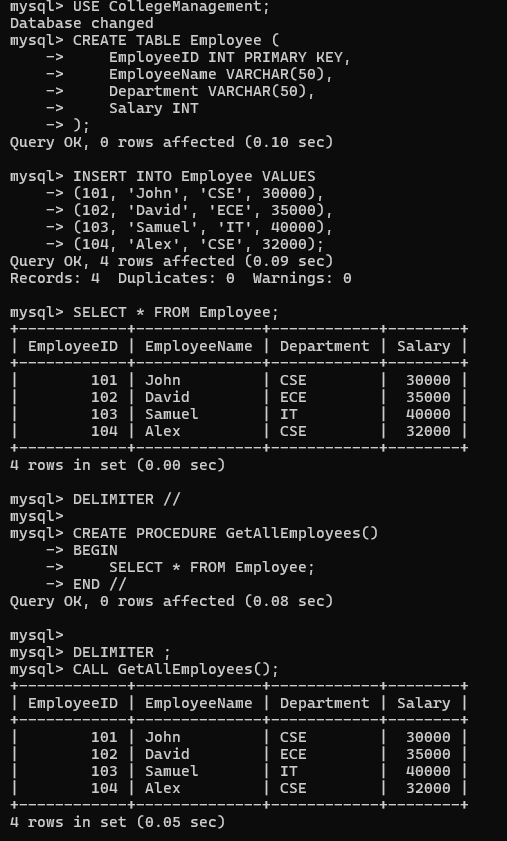 mysql> USE CollegeManagement;
Database changed
mysql> CREATE TABLE Employee (
    ->     EmployeeID INT PRIMARY KEY,
    ->     EmployeeName VARCHAR(50),
    ->     Department VARCHAR(50),
    ->     Salary INT
    -> );
Query OK, 0 rows affected (0.10 sec)

mysql> INSERT INTO Employee VALUES
    -> (101, 'John', 'CSE', 30000),
    -> (102, 'David', 'ECE', 35000),
    -> (103, 'Samuel', 'IT', 40000),
    -> (104, 'Alex', 'CSE', 32000);
Query OK, 4 rows affected (0.09 sec)
Records: 4  Duplicates: 0  Warnings: 0

mysql> SELECT * FROM Employee;
+------------+--------------+------------+--------+
| EmployeeID | EmployeeName | Department | Salary |
+------------+--------------+------------+--------+
|        101 | John         | CSE        |  30000 |
|        102 | David        | ECE        |  35000 |
|        103 | Samuel       | IT         |  40000 |
|        104 | Alex         | CSE        |  32000 |
+------------+--------------+------------+--------+
4 rows in set (0.00 sec)

mysql> DELIMITER //
mysql>
mysql> CREATE PROCEDURE GetAllEmployees()
    -> BEGIN
    ->     SELECT * FROM Employee;
    -> END //
Query OK, 0 rows affected (0.08 sec)

mysql>
mysql> DELIMITER ;
mysql> CALL GetAllEmployees();
+------------+--------------+------------+--------+
| EmployeeID | EmployeeName | Department | Salary |
+------------+--------------+------------+--------+
|        101 | John         | CSE        |  30000 |
|        102 | David        | ECE        |  35000 |
|        103 | Samuel       | IT         |  40000 |
|        104 | Alex         | CSE        |  32000 |
+------------+--------------+------------+--------+
4 rows in set (0.05 sec)